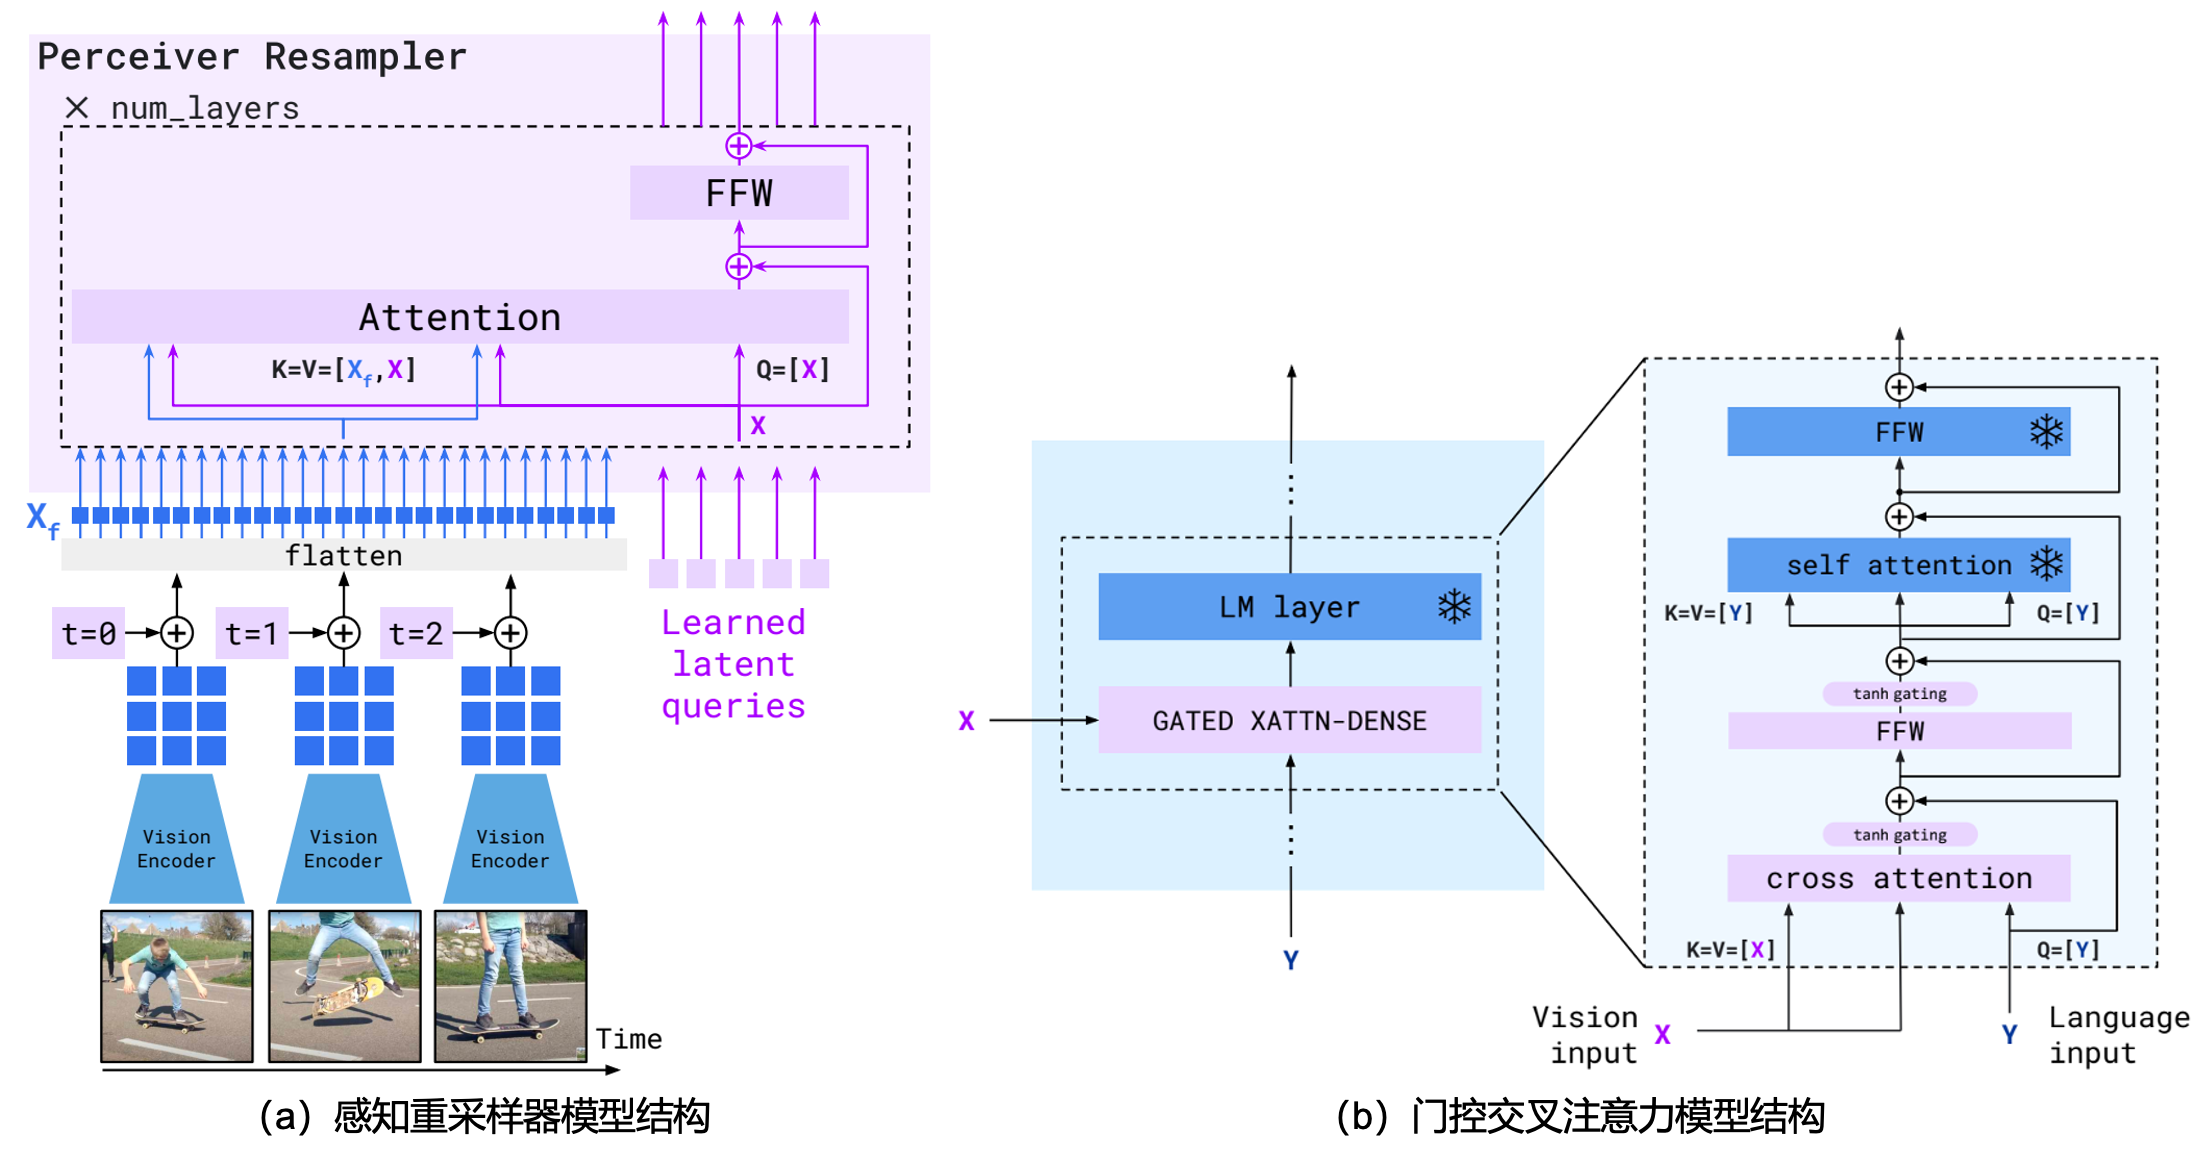 Perceiver Resampler
× num_layers
FFW
Attention
K=V=[Xf,X]
Q=[X]
X
Xf
flatten
t=0
t=1
t=2
Learned
latent
queries
Vision
Encoder
Vision
Encoder
Vision
Encoder
Time
(a) 感知重采样器模型结构
LM layer
GATED XATTN-DENSE
X
Y
FFW
self attention
K=V=[Y]
Q=[Y]
tanh gating
FFW
tanh gating
cross attention
K=V=[X]
Q=[Y]
Vision
input
X
Y
Language
input
(b) 门控交叉注意力模型结构